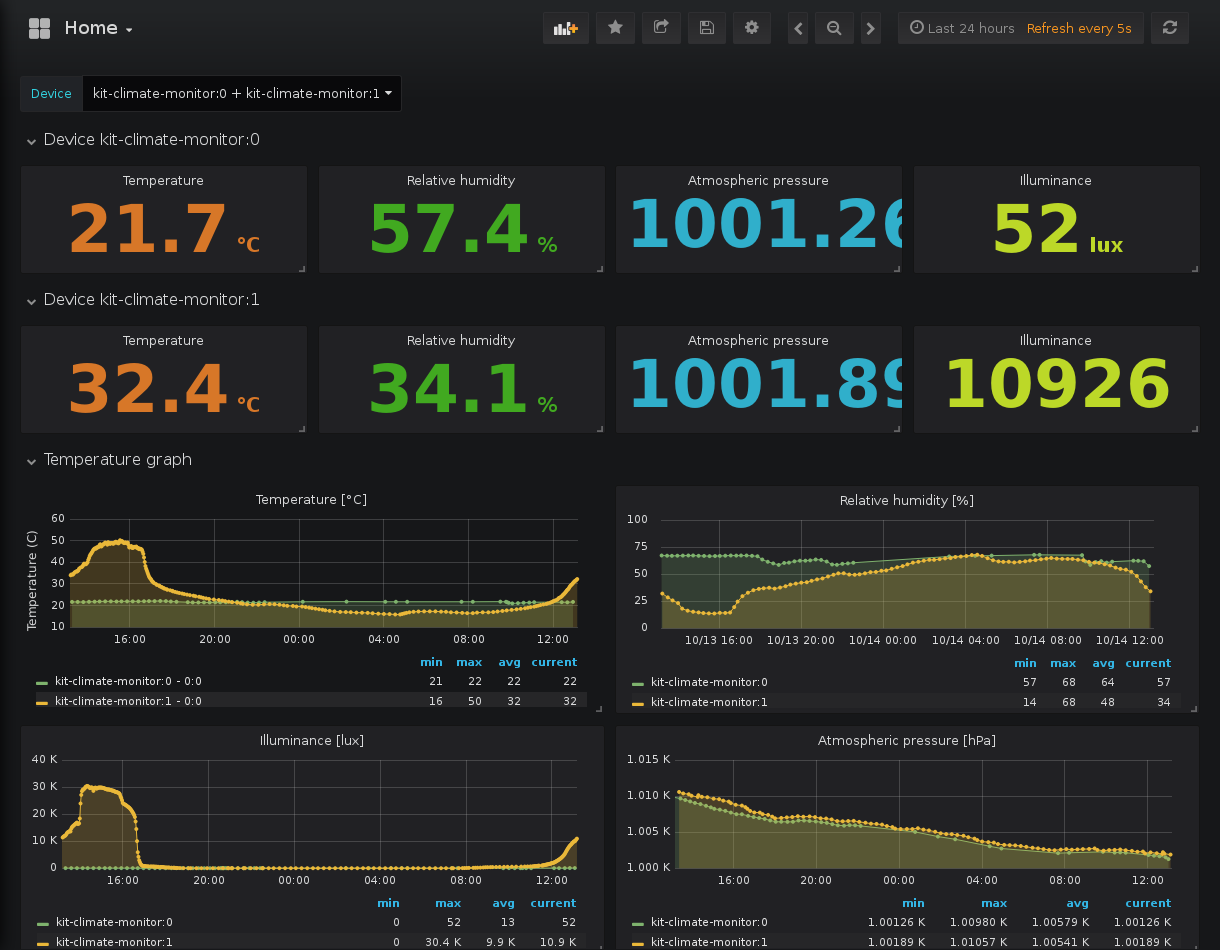 Home
Last 24 hours Refresh every 5s
Device kit-climate-monitor:0 + kit-climate-monitor:1
Device kit-climate-monitor:0
Temperature Relative humidity Atmospheric pressure Illuminance
21.7 °C 57.4 % 1001.26 52 lux
Device kit-climate-monitor:1
Temperature Relative humidity Atmospheric pressure Illuminance
32.4 °C 34.1 % 1001.89 10926
Temperature graph
Temperature [°C]
Temperature (C)
60
50
40
30
20
10
16:00 20:00 00:00 04:00 08:00 12:00
min max avg current
kit-climate-monitor:0 - 0:0 21 22 22 22
kit-climate-monitor:1 - 0:0 16 50 32 32
Relative humidity [%]
100
75
50
25
0
10/13 16:00 10/13 20:00 10/14 00:00 10/14 04:00 10/14 08:00 10/14 12:00
min max avg current
kit-climate-monitor:0 57 68 64 57
kit-climate-monitor:1 14 68 48 34
Illuminance [lux]
40 K
30 K
20 K
10 K
0
16:00 20:00 00:00 04:00 08:00 12:00
min max avg current
kit-climate-monitor:0 0 52 13 52
kit-climate-monitor:1 0 30.4 K 9.9 K 10.9 K
Atmospheric pressure [hPa]
1.015 K
1.010 K
1.005 K
1.000 K
16:00 20:00 00:00 04:00 08:00 12:00
min max avg current
kit-climate-monitor:0 1.00126 K 1.00980 K 1.00579 K 1.00126 K
kit-climate-monitor:1 1.00189 K 1.01057 K 1.00541 K 1.00189 K